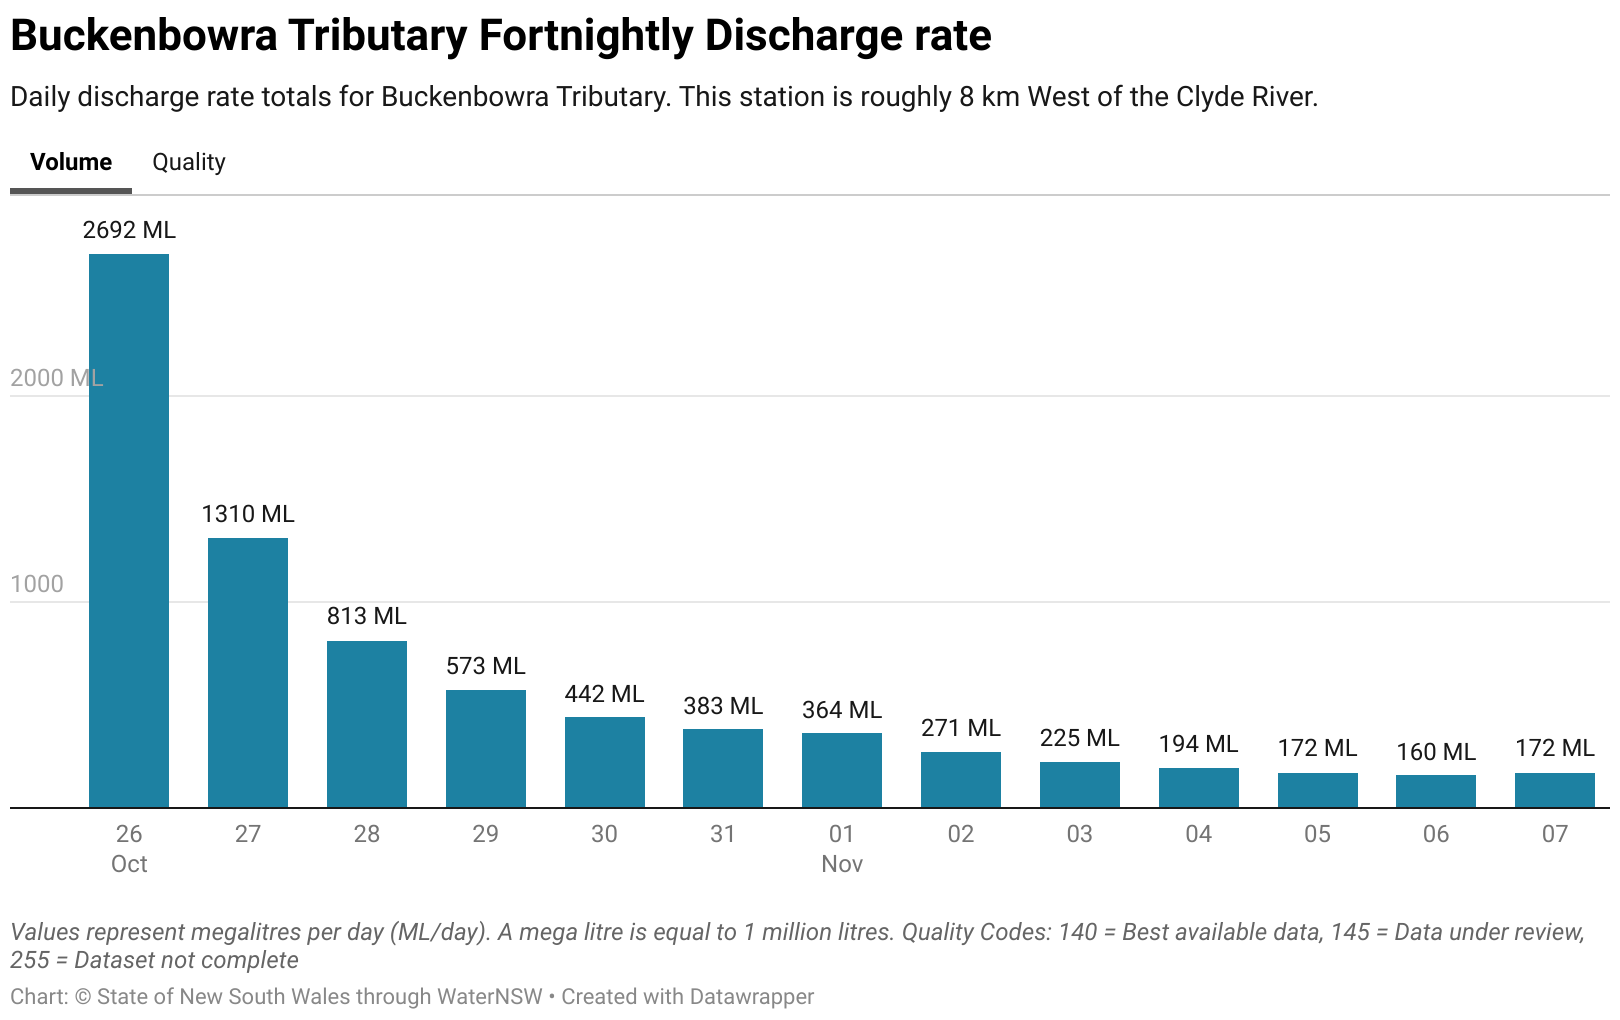 Buckenbowra Tributary Fortnightly Discharge rate
Daily discharge rate totals for Buckenbowra Tributary. This station is roughly 8 km West of the Clyde River.
Volume Quality
2692 ML
2000 ML
1310 ML
1000
813 ML
573 ML
442 ML
383 ML
364 ML
271 ML
225 ML
194 ML
172 ML
160 ML
172 ML
26 27 28 29 30 31 01 02 03 04 05 06 07
Oct Nov
Values represent megalitres per day (ML/day). A mega litre is equal to 1 million litres. Quality Codes: 140 = Best available data, 145 = Data under review,
255 = Dataset not complete
Chart: © State of New South Wales through WaterNSW • Created with Datawrapper